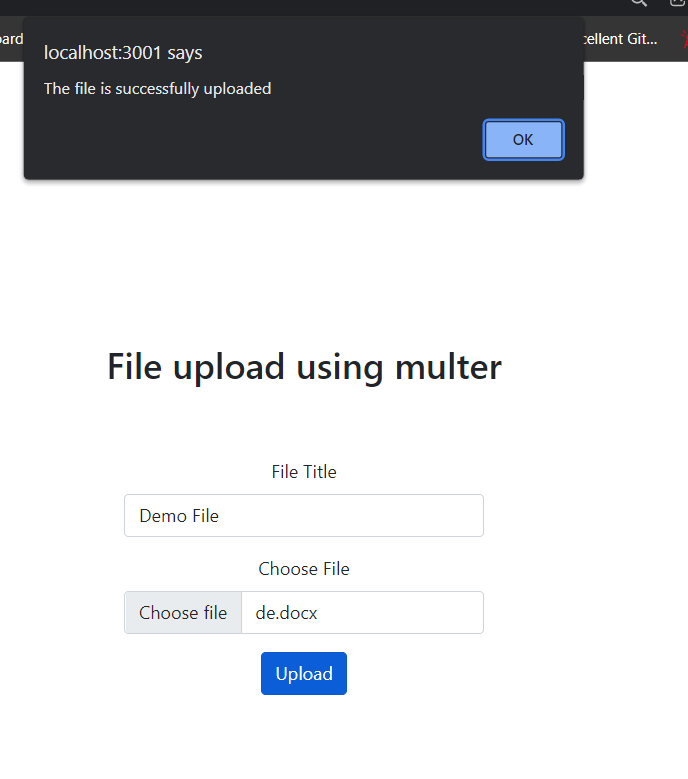 ard
cellent Git...
localhost:3001 says
The file is successfully uploaded
OK
File upload using multer
File Title
Demo File
Choose File
Choose file de.docx
Upload